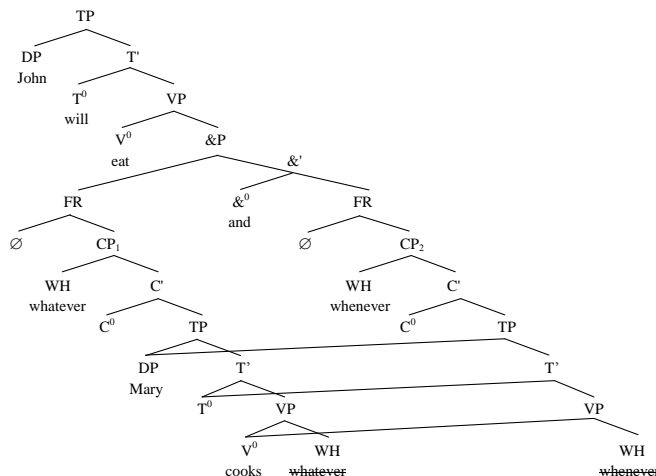 TP
DP T'
John
T⁰ VP
will
V⁰ &P
eat &'
FR &⁰ FR
and
∅ CP₁ ∅ CP₂
WH C' WH C'
whatever whenever
C⁰ TP C⁰ TP
DP T' T'
Mary
T⁰ VP VP
V⁰ WH WH
cooks whatever whenever